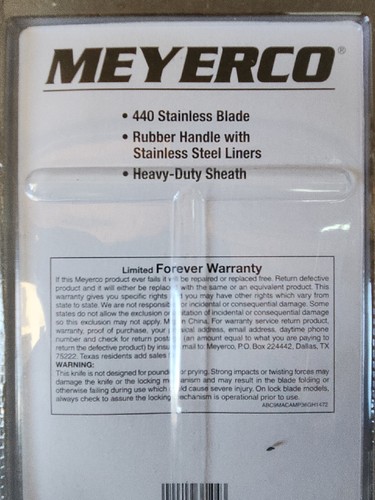 MEYERCO®
• 440 Stainless Blade
• Rubber Handle with
Stainless Steel Liners
• Heavy-Duty Sheath
Limited Forever Warranty
If this Meyerco product ever fails it will be repaired or replaced free. Return defective
product and it will either be replaced with the same or an equivalent product. This
warranty gives you specific rights and you may have other rights which vary from
state to state. We are not responsible or incidental or consequential damage. Some
states do not allow the exclusion or limitation of incidental or consequential damage
so this exclusion may not apply. Made in China. For warranty service return product,
warranty, proof of purchase, your postal address, email address, daytime phone
number and check for return postage (an amount equal to what you are paying to
return the defective product) by insured mail to: Meyerco, P.O. Box 224442, Dallas, TX
75222. Texas residents add sales
WARNING:
This knife is not designed for pounding or prying. Strong impacts or twisting forces may
damage the knife or the locking mechanism and may result in the blade folding or
otherwise failing during use which could cause severe injury. On lock blade models,
always check to assure the locking mechanism is operational prior to use.